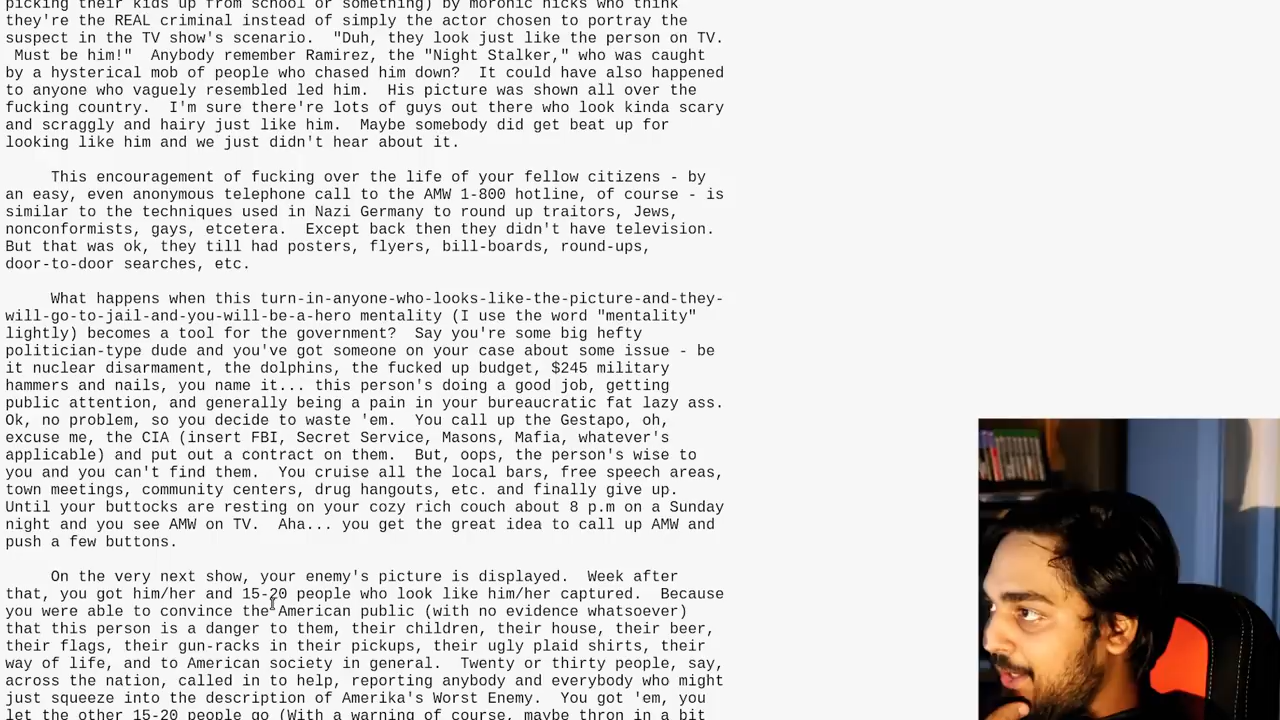 picking their kids up from school or something) by moronic hicks who think
they're the REAL criminal instead of simply the actor chosen to portray the
suspect in the TV show's scenario.  "Duh, they look just like the person on TV.
 Must be him!"  Anybody remember Ramirez, the "Night Stalker," who was caught
by a hysterical mob of people who chased him down?  It could have also happened
to anyone who vaguely resembled led him.  His picture was shown all over the
fucking country.  I'm sure there're lots of guys out there who look kinda scary
and scraggly and hairy just like him.  Maybe somebody did get beat up for
looking like him and we just didn't hear about it.
     This encouragement of fucking over the life of your fellow citizens - by
an easy, even anonymous telephone call to the AMW 1-800 hotline, of course - is
similar to the techniques used in Nazi Germany to round up traitors, Jews,
nonconformists, gays, etcetera.  Except back then they didn't have television.
But that was ok, they till had posters, flyers, bill-boards, round-ups,
door-to-door searches, etc.
     What happens when this turn-in-anyone-who-looks-like-the-picture-and-they-
will-go-to-jail-and-you-will-be-a-hero mentality (I use the word "mentality"
lightly) becomes a tool for the government?  Say you're some big hefty
politician-type dude and you've got someone on your case about some issue - be
it nuclear disarmament, the dolphins, the fucked up budget, $245 military
hammers and nails, you name it... this person's doing a good job, getting
public attention, and generally being a pain in your bureaucratic fat lazy ass.
Ok, no problem, so you decide to waste 'em.  You call up the Gestapo, oh,
excuse me, the CIA (insert FBI, Secret Service, Masons, Mafia, whatever's
applicable) and put out a contract on them.  But, oops, the person's wise to
you and you can't find them.  You cruise all the local bars, free speech areas,
town meetings, community centers, drug hangouts, etc. and finally give up.
Until your buttocks are resting on your cozy rich couch about 8 p.m on a Sunday
night and you see AMW on TV.  Aha... you get the great idea to call up AMW and
push a few buttons.
     On the very next show, your enemy's picture is displayed.  Week after
that, you got him/her and 15-20 people who look like him/her captured.  Because
you were able to convince the American public (with no evidence whatsoever)
that this person is a danger to them, their children, their house, their beer,
their flags, their gun-racks in their pickups, their ugly plaid shirts, their
way of life, and to American society in general.  Twenty or thirty people, say,
across the nation, called in to help, reporting anybody and everybody who might
just squeeze into the description of Amerika's Worst Enemy.  You got 'em, you
let the other 15-20 people go (With a warning of course, maybe thron in a bit